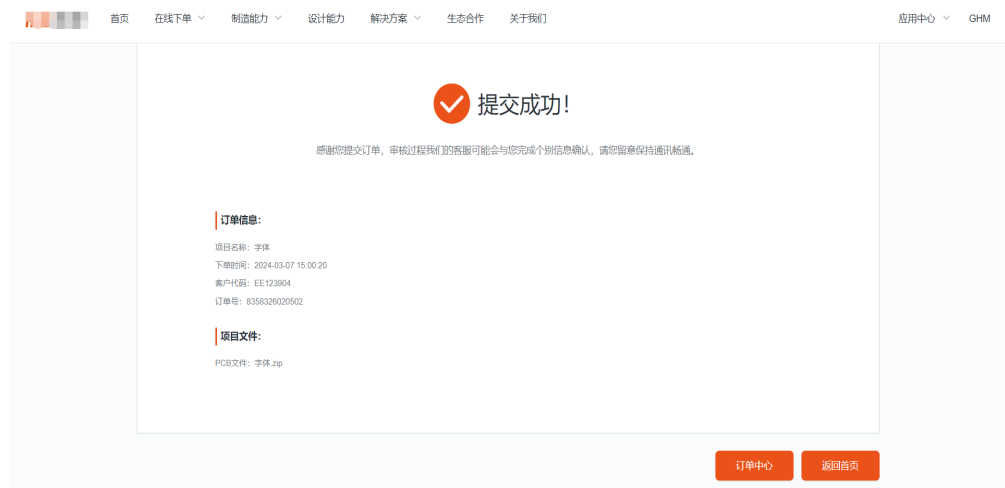 首页 在线下单 制造能力 设计能力 解决方案 生态合作 关于我们 应用中心 GHM
提交成功！
感谢您提交订单，审核过程我们的客服可能会与您完成个别信息确认，请您留意保持通讯畅通。
订单信息：
项目名称：字体
下单时间：2024-03-07 15:00:20
客户代码：EE123904
订单号：8358326020502
项目文件：
PCB文件：字体.zip
订单中心 返回首页